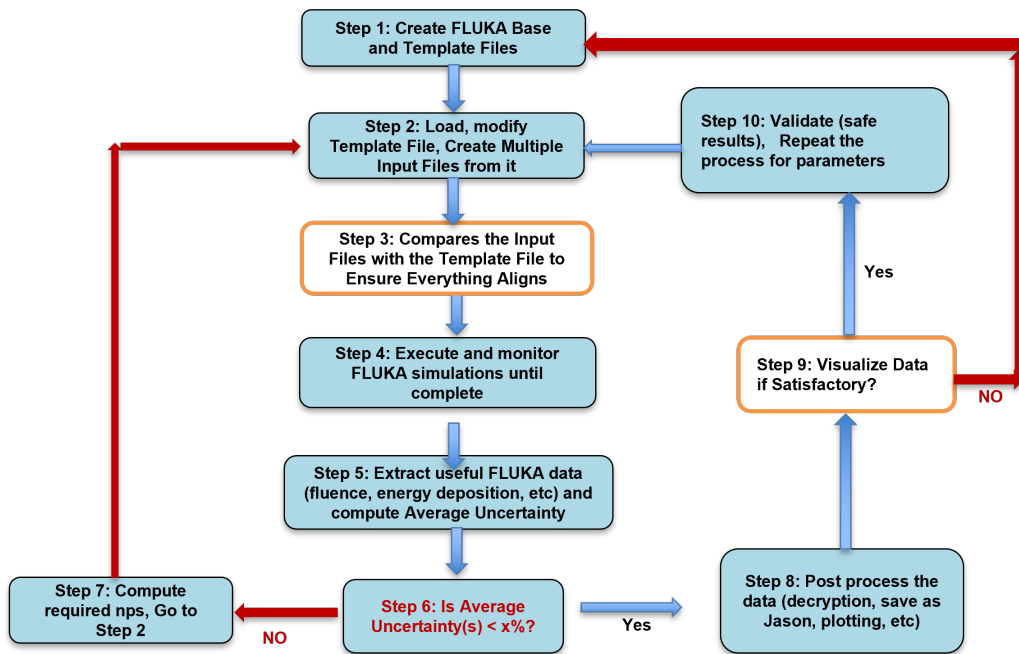 Step 1: Create FLUKA Base
and Template Files
Step 2: Load, modify
Template File, Create Multiple
Input Files from it
Step 3: Compares the Input
Files with the Template File to
Ensure Everything Aligns
Step 4: Execute and monitor
FLUKA simulations until
complete
Step 5: Extract useful FLUKA data
(fluence, energy deposition, etc) and
compute Average Uncertainty
Step 6: Is Average
Uncertainty(s) < x%?
NO
Yes
Step 7: Compute
required nps, Go to
Step 2
Step 8: Post process the
data (decryption, save as
Jason, plotting, etc)
Step 9: Visualize Data
if Satisfactory?
NO
Yes
Step 10: Validate (safe
results), Repeat the
process for parameters